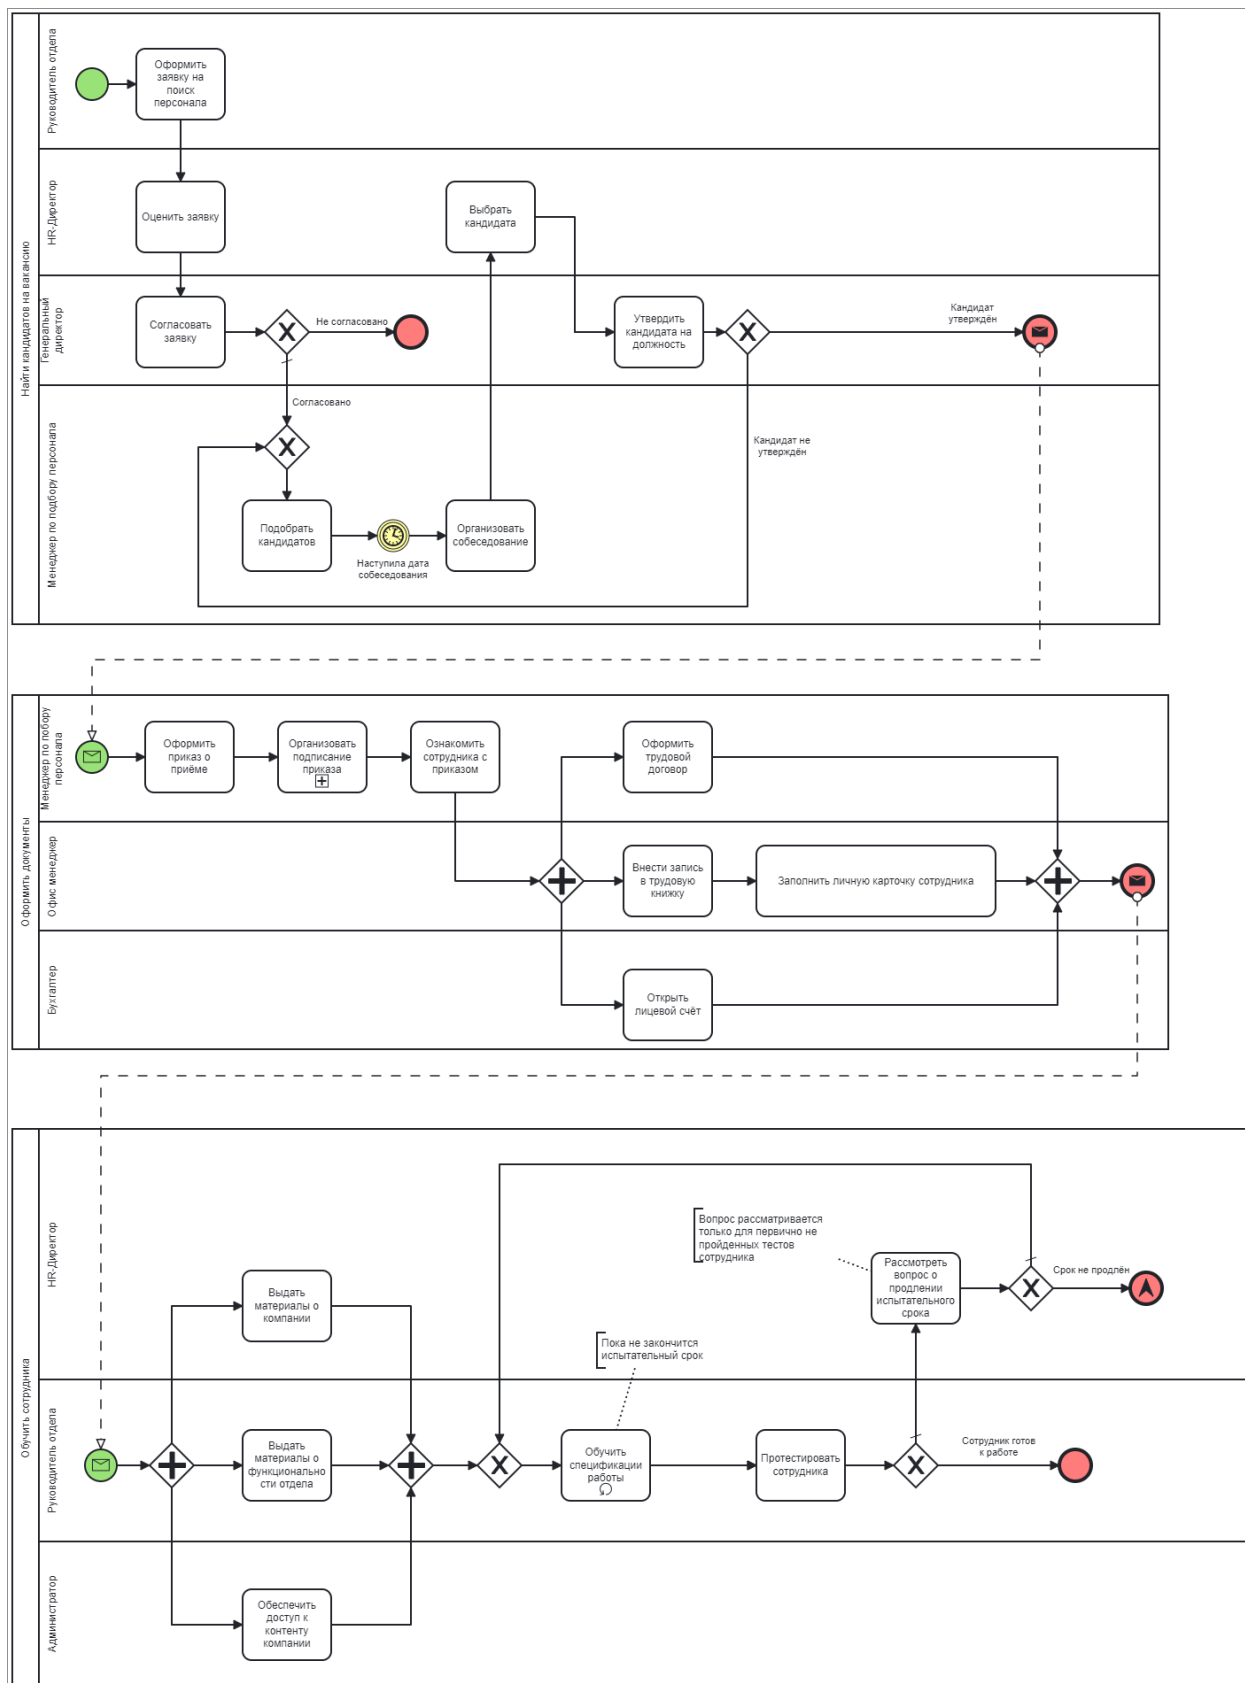 Найти кандидатов на вакансию
Руководитель отдела
Оформить
заявку на
поиск
персонала
HR-Директор
Оценить заявку
Выбрать
кандидата
Генеральный
директор
Согласовать
заявку
Не согласовано
Утвердить
кандидата на
должность
Кандидат
утверждён
Согласовано
Менеджер по подбору персонала
Кандидат не
утверждён
Подобрать
кандидатов
Наступила дата
собеседования
Организовать
собеседование
Оформить документы
Менеджер по побору
персонала
Оформить
приказ о
приёме
Организовать
подписание
приказа
Ознакомить
сотрудника с
приказом
Оформить
трудовой
договор
Офис менеджер
Внести запись
в трудовую
книжку
Заполнить личную карточку сотрудника
Бухгалтер
Открыть
лицевой счёт
Обучить сотрудника
HR-Директор
Вопрос рассматривается
только для первично не
пройденных тестов
сотрудника
Выдать
материалы о
компании
Рассмотреть
вопрос о
продлении
испытательного
срока
Срок не продлён
Пока не закончится
испытательный срок
Руководитель отдела
Выдать
материалы о
функционально
сти отдела
Обучить
спецификации
работы
Протестировать
сотрудника
Сотрудник готов
к работе
Администратор
Обеспечить
доступ к
контенту
компании